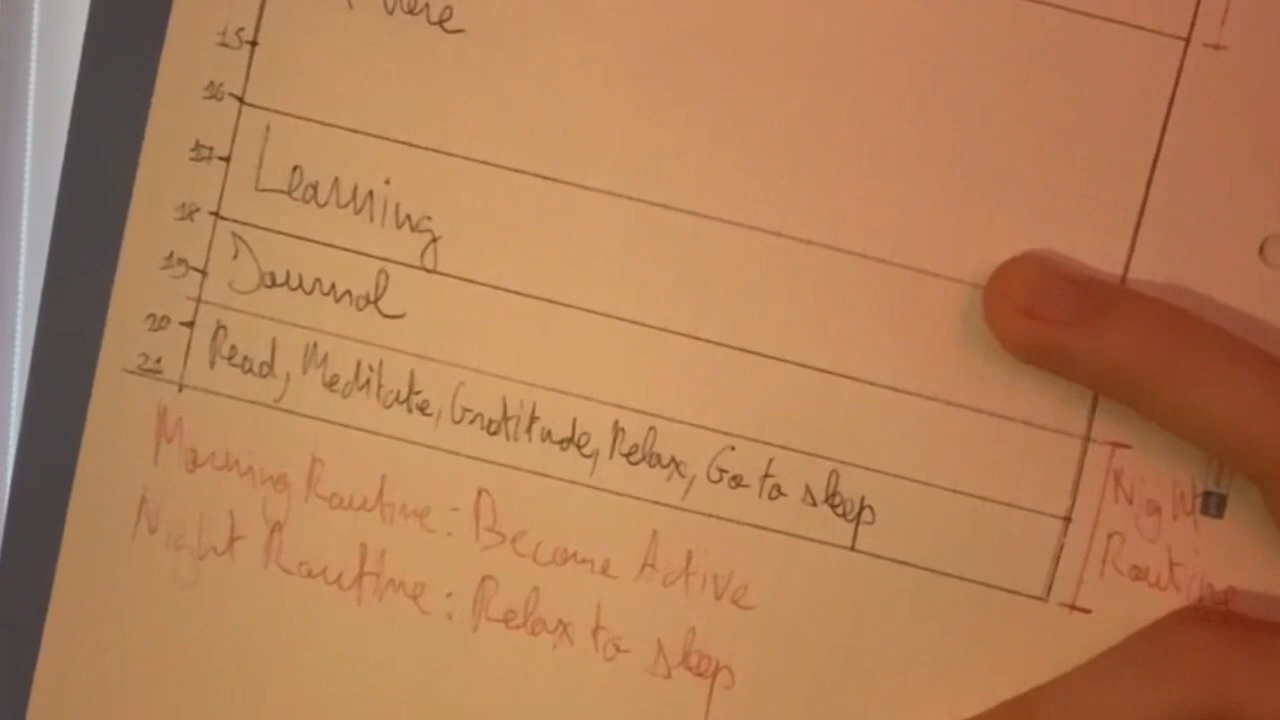 15
16
17
Learning
18
19
Journal
20
21
Read, Meditate, Gratitude, Relax, Go to sleep
Night
Routine
Morning Routine: Become Active
Night Routine: Relax to sleep